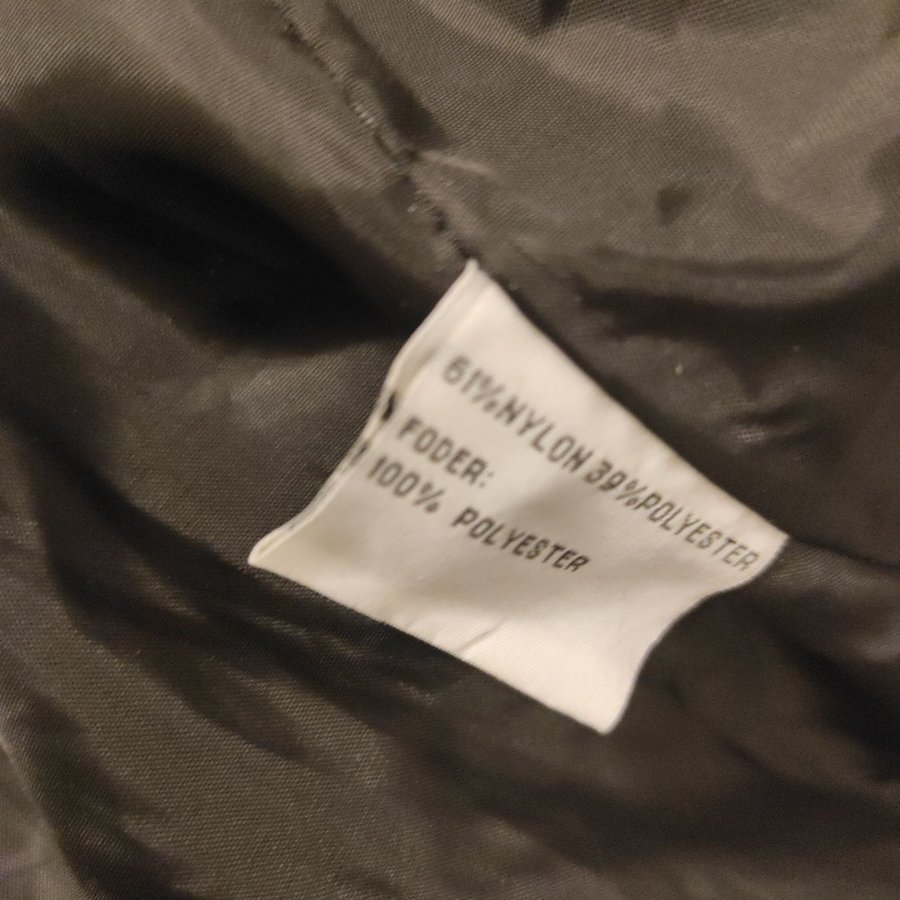 61%NYLON 39%POLYESTER
FODER:
100% POLYESTER